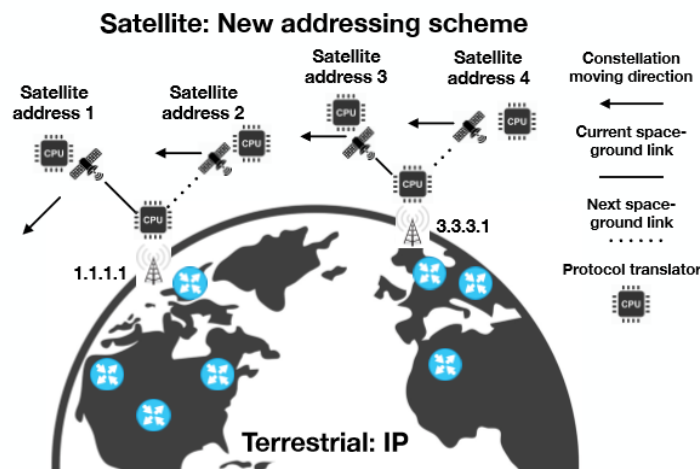 Satellite: New addressing scheme
Satellite
address 1
Satellite
address 2
Satellite
address 3
Satellite
address 4
Constellation
moving direction
Current space-
ground link
Next space-
ground link
Protocol translator
CPU
CPU
CPU
CPU
CPU
CPU
CPU
1.1.1.1
3.3.3.1
Terrestrial: IP